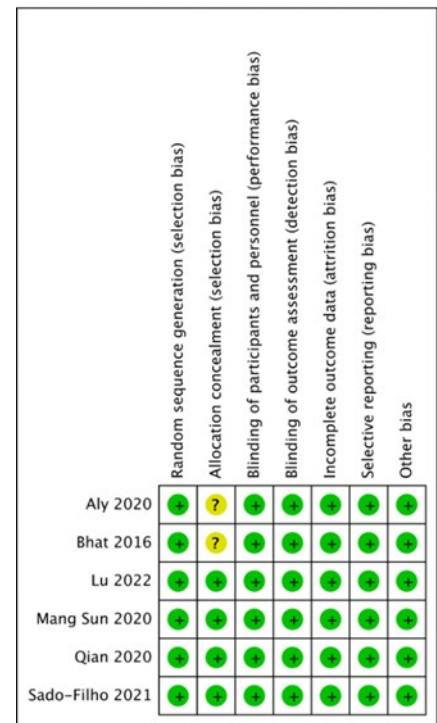 Random sequence generation (selection bias)
Allocation concealment (selection bias)
Blinding of participants and personnel (performance bias)
Blinding of outcome assessment (detection bias)
Incomplete outcome data (attrition bias)
Selective reporting (reporting bias)
Other bias
Aly 2020 + ? + + + + +
Bhat 2016 + ? + + + + +
Lu 2022 + + + + + + +
Mang Sun 2020 + + + + + + +
Qian 2020 + + + + + + +
Sado-Filho 2021 + + + + + + +